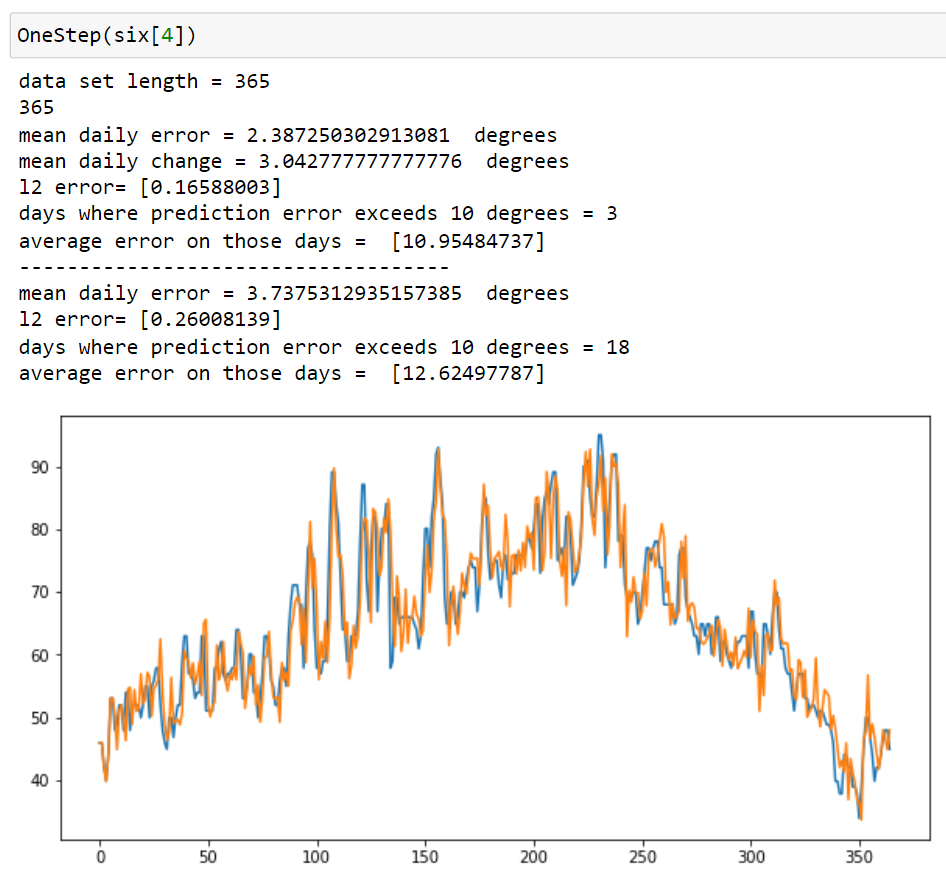 OneStep(six[4])
data set length = 365
365
mean daily error = 2.387250302913081  degrees
mean daily change = 3.042777777777776  degrees
l2 error= [0.16588003]
days where prediction error exceeds 10 degrees = 3
average error on those days =  [10.95484737]
------------------------------------
mean daily error = 3.7375312935157385  degrees
l2 error= [0.26008139]
days where prediction error exceeds 10 degrees = 18
average error on those days =  [12.62497787]
90
80
70
60
50
40
0 50 100 150 200 250 300 350